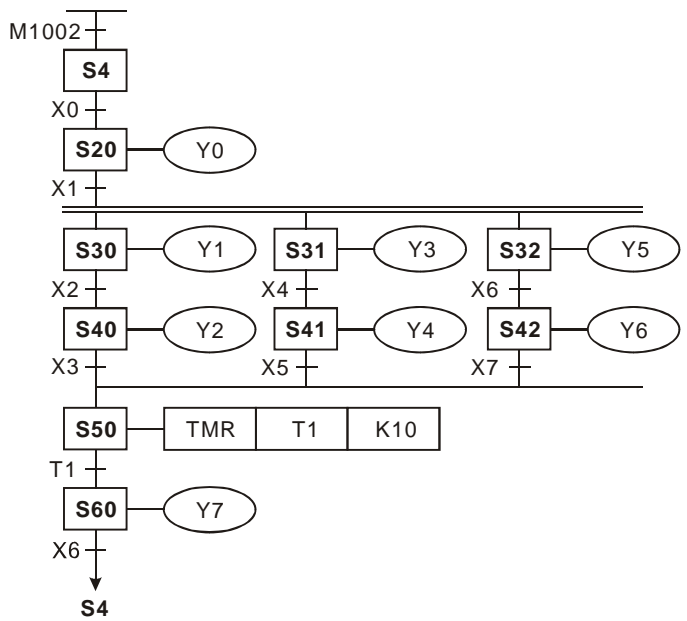 M1002
S4
X0
S20 Y0
X1
S30 Y1 S31 Y3 S32 Y5
X2 X4 X6
S40 Y2 S41 Y4 S42 Y6
X3 X5 X7
S50 TMR T1 K10
T1
S60 Y7
X6
S4